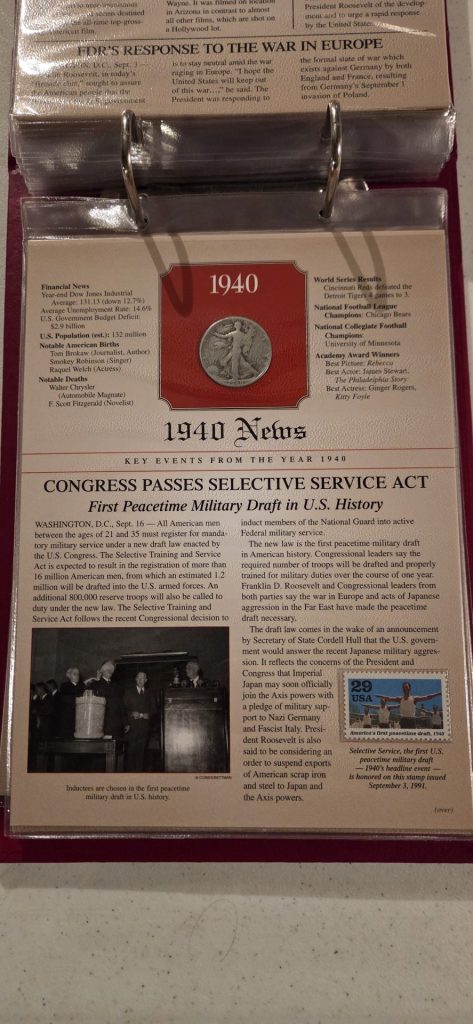 Wayne. It was filmed on location
in Arizona in contrast to almost
all other films, which are shot on
a Hollywood lot.
President Roosevelt of the develop-
ment and to urge a rapid response
by the United States.
FDR'S RESPONSE TO THE WAR IN EUROPE
D.C., Sept. 3 —
Roosevelt, in today's
sought to assure
the American people that the
government
is to stay neutral amid the war
raging in Europe. "I hope the
United States will keep out
of this war…," he said. The
President was responding to
the formal state of war which
exists against Germany by both
England and France, resulting
from Germany's September 1
invasion of Poland.
Financial News
Year-end Dow Jones Industrial
Average: 131.13 (down 12.7%)
Average Unemployment Rate: 14.6%
U.S. Government Budget Deficit:
$2.9 billion
U.S. Population (est.): 132 million
Notable American Births
Tom Brokaw (Journalist, Author)
Smokey Robinson (Singer)
Raquel Welch (Actress)
Notable Deaths
Walter Chrysler
(Automobile Magnate)
F. Scott Fitzgerald (Novelist)
1940
World Series Results
Cincinnati Reds defeated the
Detroit Tigers 4 games to 3.
National Football League
Champions: Chicago Bears
National Collegiate Football
Champions:
University of Minnesota
Academy Award Winners
Best Picture: Rebecca
Best Actor: James Stewart,
The Philadelphia Story
Best Actress: Ginger Rogers,
Kitty Foyle
1940 News
KEY EVENTS FROM THE YEAR 1940
CONGRESS PASSES SELECTIVE SERVICE ACT
First Peacetime Military Draft in U.S. History
WASHINGTON, D.C., Sept. 16 — All American men
between the ages of 21 and 35 must register for manda-
tory military service under a new draft law enacted by
the U.S. Congress. The Selective Training and Service
Act is expected to result in the registration of more than
16 million American men, from which an estimated 1.2
million will be drafted into the U.S. armed forces. An
additional 800,000 reserve troops will also be called to
duty under the new law. The Selective Training and
Service Act follows the recent Congressional decision to
© CORBIS/BETTMAN
Inductees are chosen in the first peacetime
military draft in U.S. history.
induct members of the National Guard into active
Federal military service.
The new law is the first peacetime military draft
in American history. Congressional leaders say the
required number of troops will be drafted and properly
trained for military duties over the course of one year.
Franklin D. Roosevelt and Congressional leaders from
both parties say the war in Europe and acts of Japanese
aggression in the Far East have made the peacetime
draft necessary.
The draft law comes in the wake of an announcement
by Secretary of State Cordell Hull that the U.S. govern-
ment would answer the recent Japanese military aggres-
sion. It reflects the concerns of the President and
Congress that Imperial
Japan may soon officially
join the Axis powers with
a pledge of military sup-
port to Nazi Germany
and Fascist Italy. Presi-
dent Roosevelt is also
said to be considering an
order to suspend exports
of American scrap iron
and steel to Japan and
the Axis powers.
29
USA
America's first peacetime draft, 1940
Selective Service, the first U.S.
peacetime military draft
— 1940's headline event —
is honored on this stamp issued
September 3, 1991.
(over)